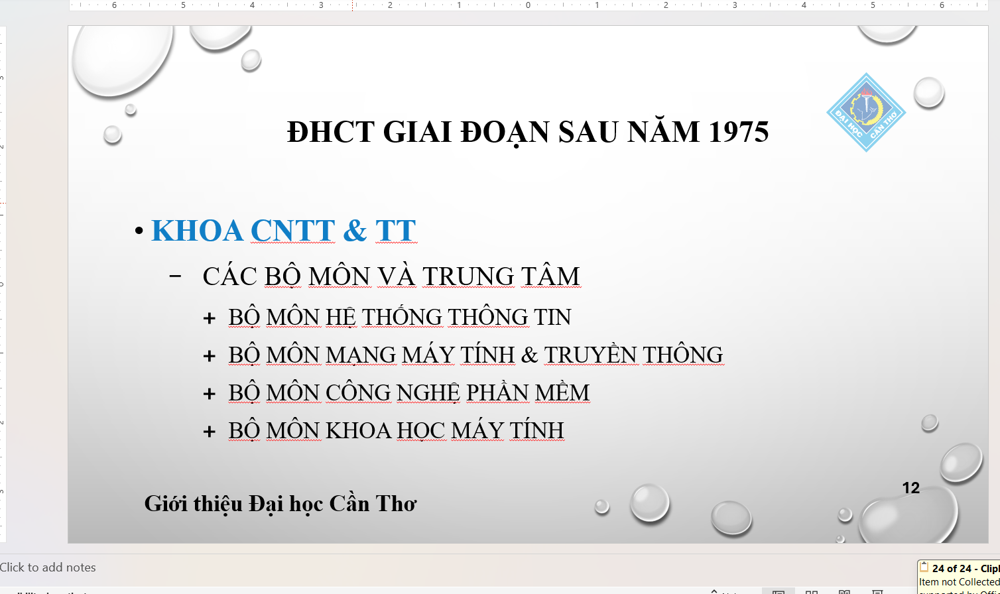 6 5 4 3 2 1 0 1 2 3 4 5 6
ĐHCT GIAI ĐOẠN SAU NĂM 1975
ĐẠI HỌC CẦN THƠ
• KHOA CNTT & TT
− CÁC BỘ MÔN VÀ TRUNG TÂM
+ BỘ MÔN HỆ THỐNG THÔNG TIN
+ BỘ MÔN MẠNG MÁY TÍNH & TRUYỀN THÔNG
+ BỘ MÔN CÔNG NGHỆ PHẦN MỀM
+ BỘ MÔN KHOA HỌC MÁY TÍNH
12
Giới thiệu Đại học Cần Thơ
Click to add notes
24 of 24 - Clip
Item not Collected